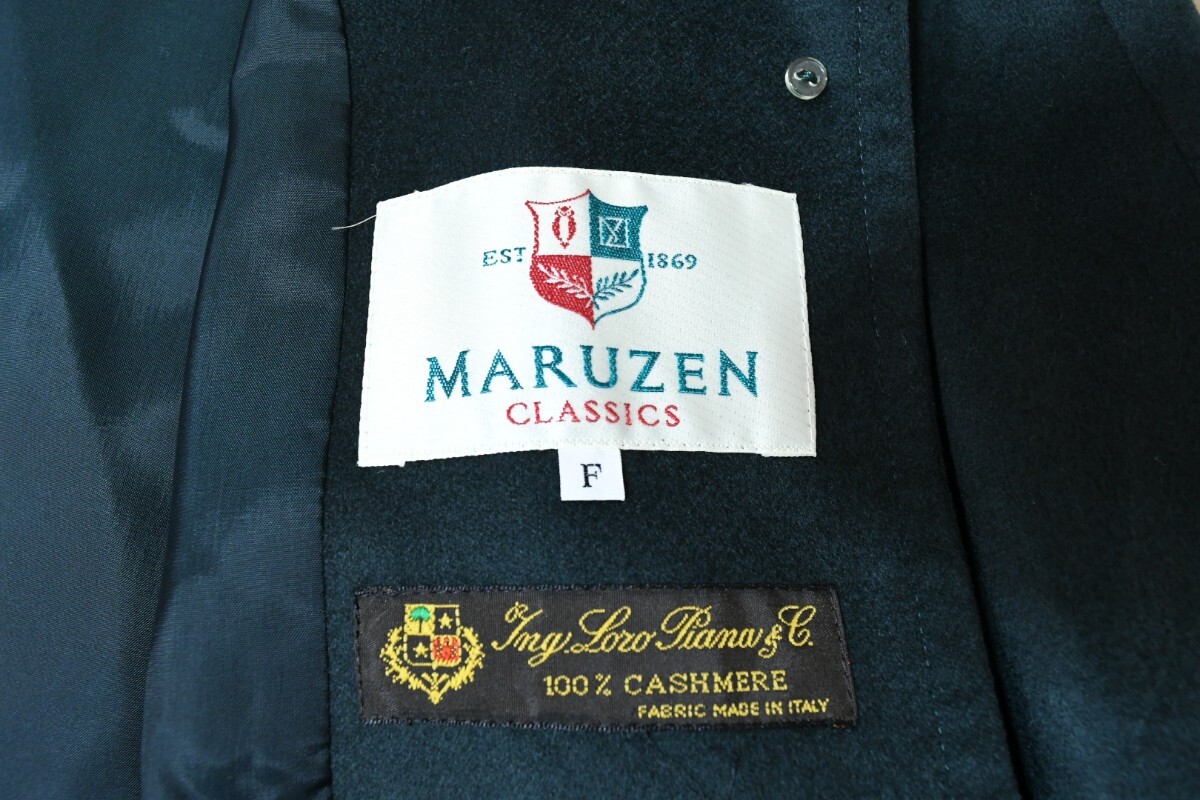 EST 1869
MARUZEN
CLASSICS
F
Ing. Loro Piana & C.
100% CASHMERE
FABRIC MADE IN ITALY